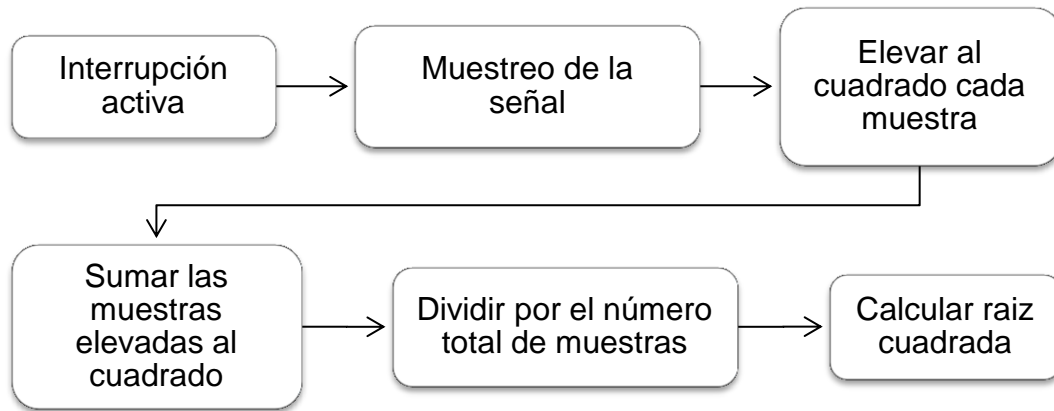 Interrupción
activa
Muestreo de la
señal
Elevar al
cuadrado cada
muestra
Sumar las
muestras
elevadas al
cuadrado
Dividir por el número
total de muestras
Calcular raiz
cuadrada